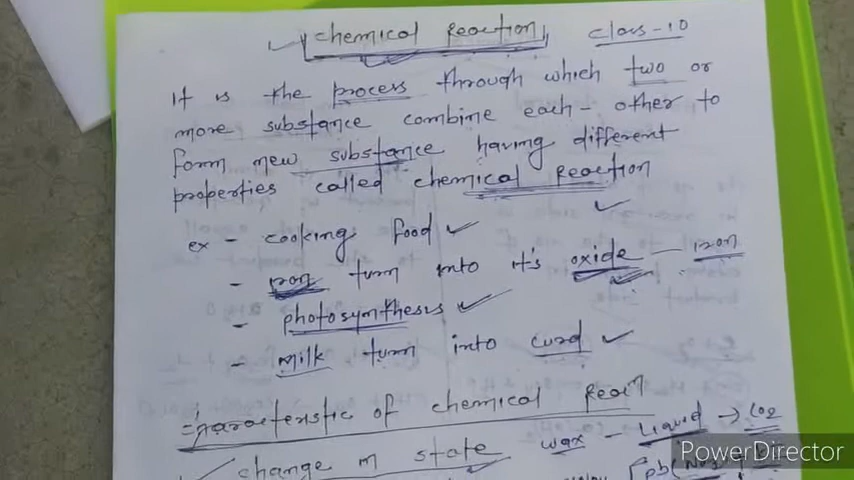 Chemical Reaction class-10
It is the process through which two or
more substance combine each-other to
form new substance having different
properties called chemical Reaction
ex - cooking food
- iron turn into it's oxide - iron
- photosynthesis
- Milk turn into curd
Characteristic of chemical Reacn
change in state wax - liquid → CO2
PowerDirector